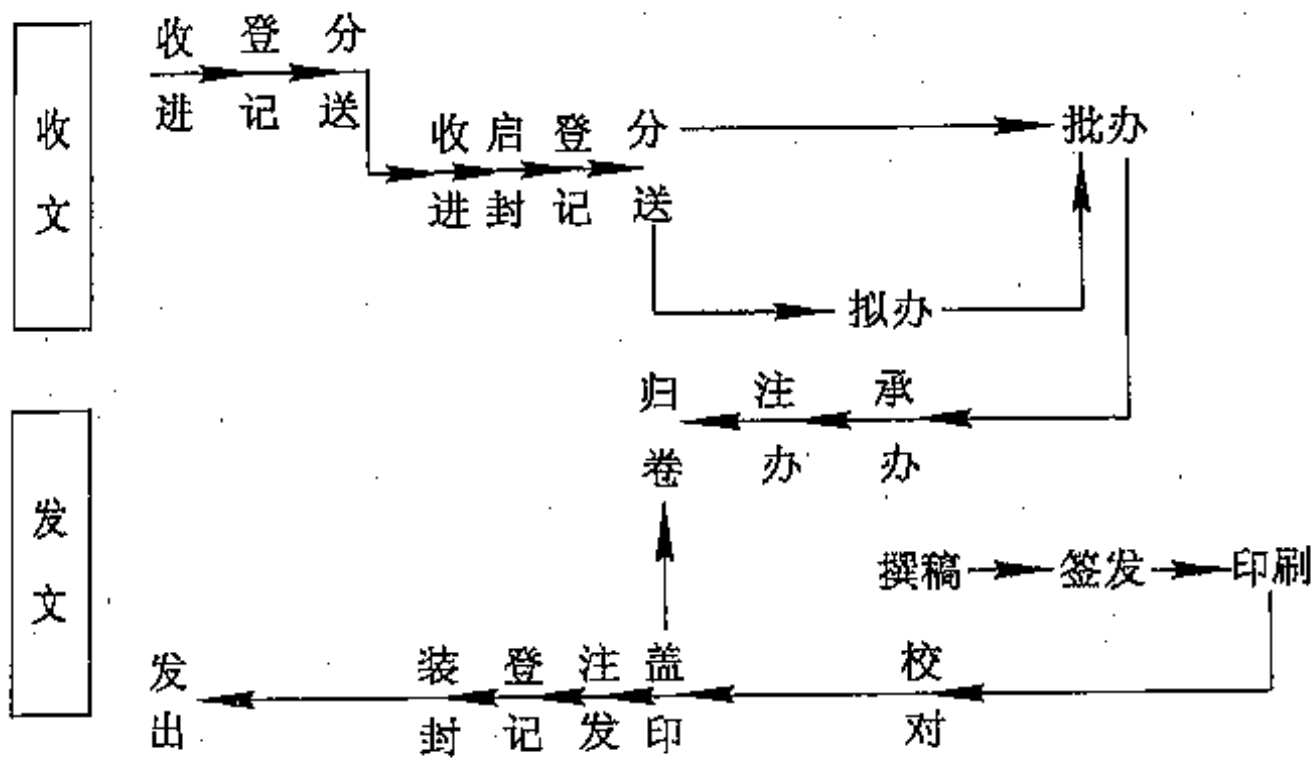 收文
收进 登记 分送
收进 启封 登记 分送
批办
拟办
归卷 注办 承办
发文
撰稿 签发 印刷
发出 装封 登记 注发 盖印 校对